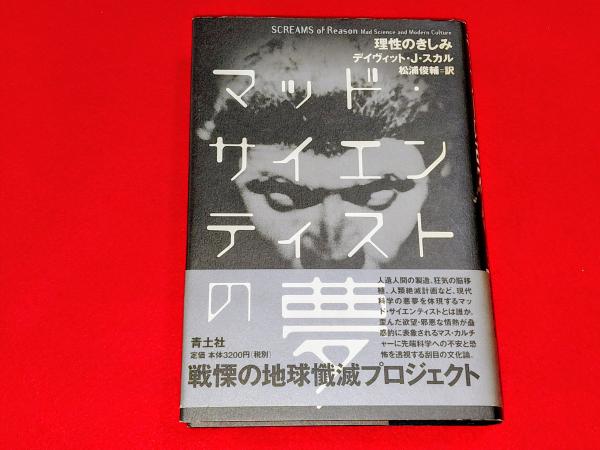 SCREAMS of Reason Mad Science and Modern Culture
理性のきしみ
デイヴィット・J・スカル
松浦俊輔=訳
マッド・
サイエン
ティスト
の夢
人造人間の製造、狂気の脳移
植、人類絶滅計画など、現代
科学の悪夢を体現するマッ
ド・サイエンティストとは誰か。
歪んだ欲望・邪悪な情熱が蠱
惑的に表象されるマス・カルチ
ャーに先端科学への不安と恐
怖を透視する刮目の文化論。
青土社
定価 本体3200円(税別)
戦慄の地球殲滅プロジェクト